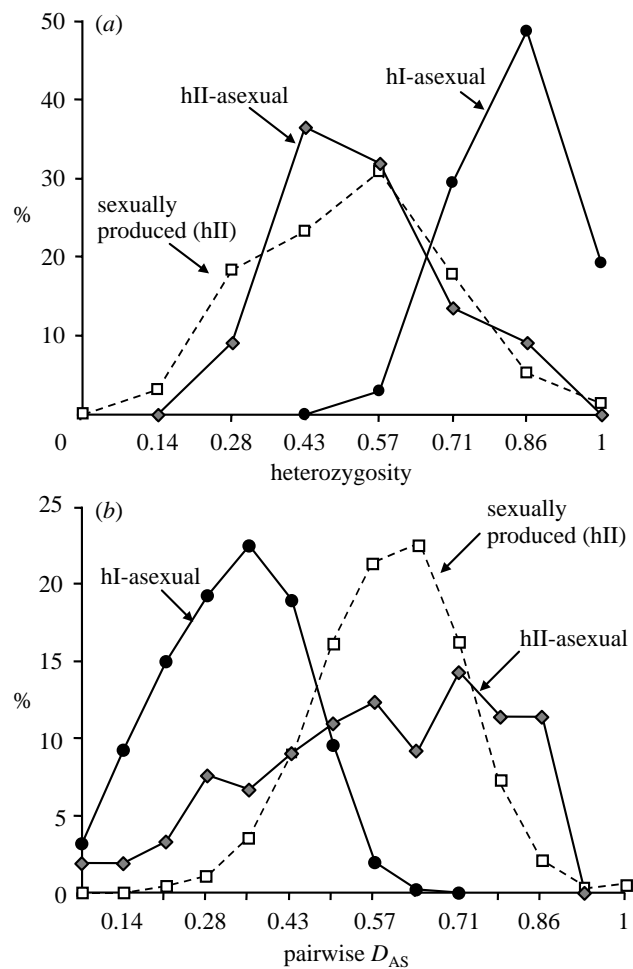 (a)
50
40
30
20
10
%
hII-asexual
hI-asexual
sexually
produced (hII)
0 0.14 0.28 0.43 0.57 0.71 0.86 1
heterozygosity
(b)
25
20
15
10
5
0
%
hI-asexual
sexually
produced (hII)
hII-asexual
0.14 0.28 0.43 0.57 0.71 0.86 1
pairwise D_AS